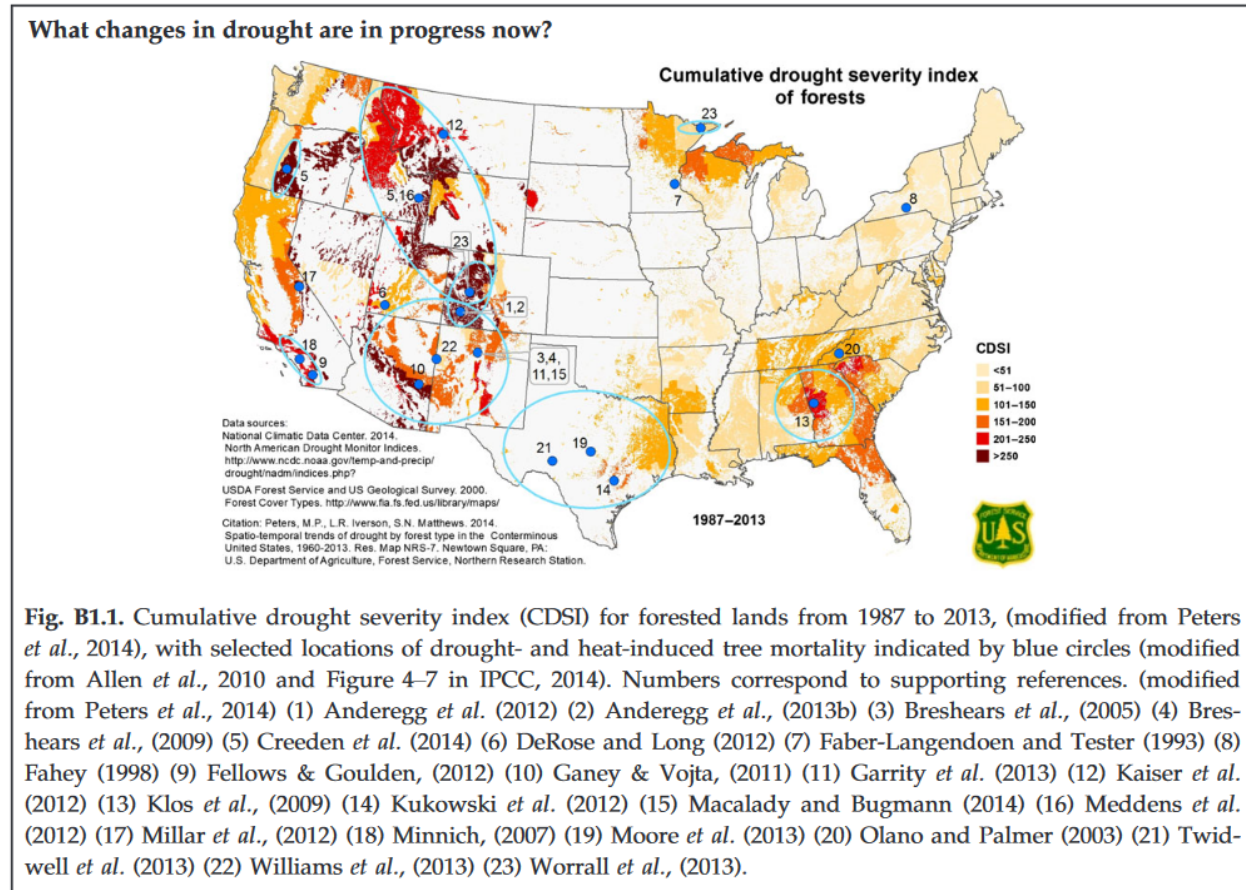 What changes in drought are in progress now?
Cumulative drought severity index
of forests
23
12
5
7
8
5,16
23
17
6
1,2
22
3,4,
11,15
20
18
9
10
13
19
21
14
CDSI
<51
51–100
101–150
151–200
201–250
>250
Data sources:
National Climatic Data Center. 2014.
North American Drought Monitor Indices.
http://www.ncdc.noaa.gov/temp-and-precip/
drought/nadm/indices.php?
USDA Forest Service and US Geological Survey. 2000.
Forest Cover Types. http://www.fia.fs.fed.us/library/maps/
Citation: Peters, M.P., L.R. Iverson, S.N. Matthews. 2014.
Spatio-temporal trends of drought by forest type in the Conterminous
United States, 1960-2013. Res. Map NRS-7. Newtown Square, PA:
U.S. Department of Agriculture, Forest Service, Northern Research Station.
1987–2013
FOREST SERVICE
U S
DEPARTMENT OF AGRICULTURE
Fig. B1.1. Cumulative drought severity index (CDSI) for forested lands from 1987 to 2013, (modified from Peters
et al., 2014), with selected locations of drought- and heat-induced tree mortality indicated by blue circles (modified
from Allen et al., 2010 and Figure 4–7 in IPCC, 2014). Numbers correspond to supporting references. (modified
from Peters et al., 2014) (1) Anderegg et al. (2012) (2) Anderegg et al., (2013b) (3) Breshears et al., (2005) (4) Bres-
hears et al., (2009) (5) Creeden et al. (2014) (6) DeRose and Long (2012) (7) Faber-Langendoen and Tester (1993) (8)
Fahey (1998) (9) Fellows & Goulden, (2012) (10) Ganey & Vojta, (2011) (11) Garrity et al. (2013) (12) Kaiser et al.
(2012) (13) Klos et al., (2009) (14) Kukowski et al. (2012) (15) Macalady and Bugmann (2014) (16) Meddens et al.
(2012) (17) Millar et al., (2012) (18) Minnich, (2007) (19) Moore et al. (2013) (20) Olano and Palmer (2003) (21) Twid-
well et al. (2013) (22) Williams et al., (2013) (23) Worrall et al., (2013).